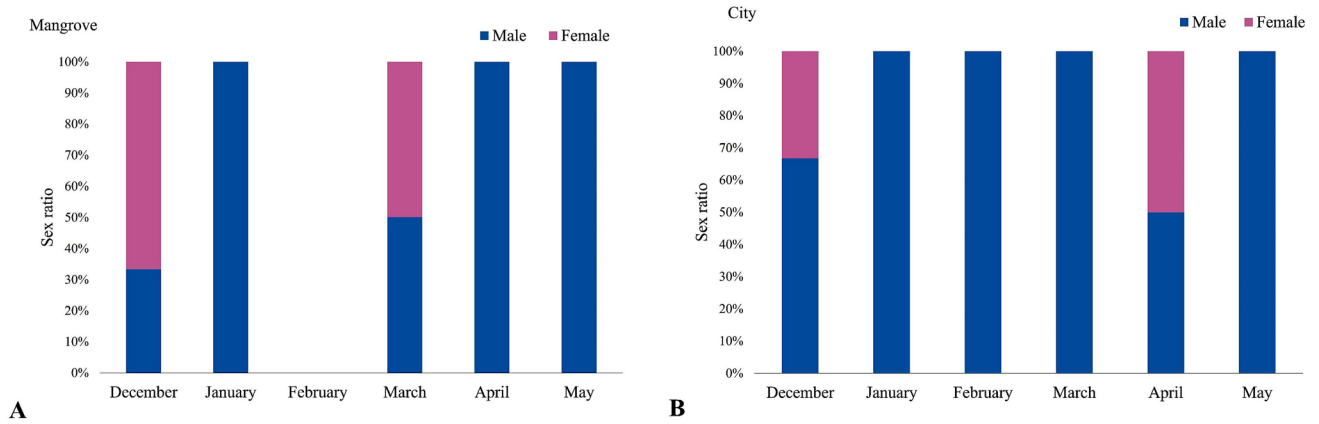 Mangrove
Male Female
100%
90%
80%
70%
60%
50%
40%
30%
20%
10%
0%
Sex ratio
December January February March April May
A
City
Male Female
100%
90%
80%
70%
60%
50%
40%
30%
20%
10%
0%
Sex ratio
December January February March April May
B